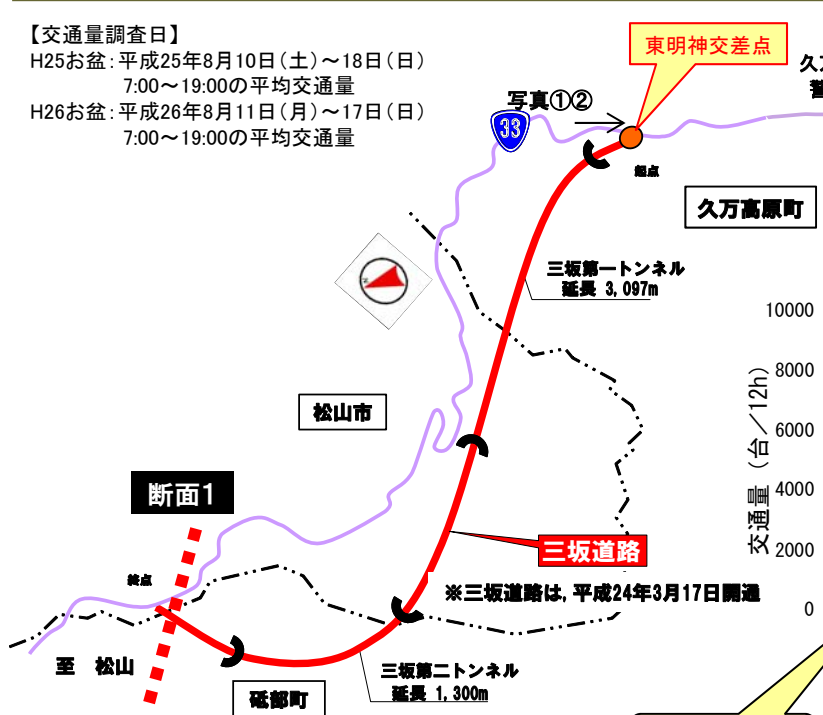 【交通量調査日】
H25お盆：平成25年8月10日(土)～18日(日)
7:00～19:00の平均交通量
H26お盆：平成26年8月11日(月)～17日(日)
7:00～19:00の平均交通量
東明神交差点
写真①②
33
起点
久万高原町
三坂第一トンネル
延長 3,097m
松山市
断面1
終点
三坂道路
※三坂道路は，平成24年3月17日開通
至 松山
三坂第二トンネル
延長 1,300m
砥部町
交通量（台／12h）
10000
8000
6000
4000
2000
0